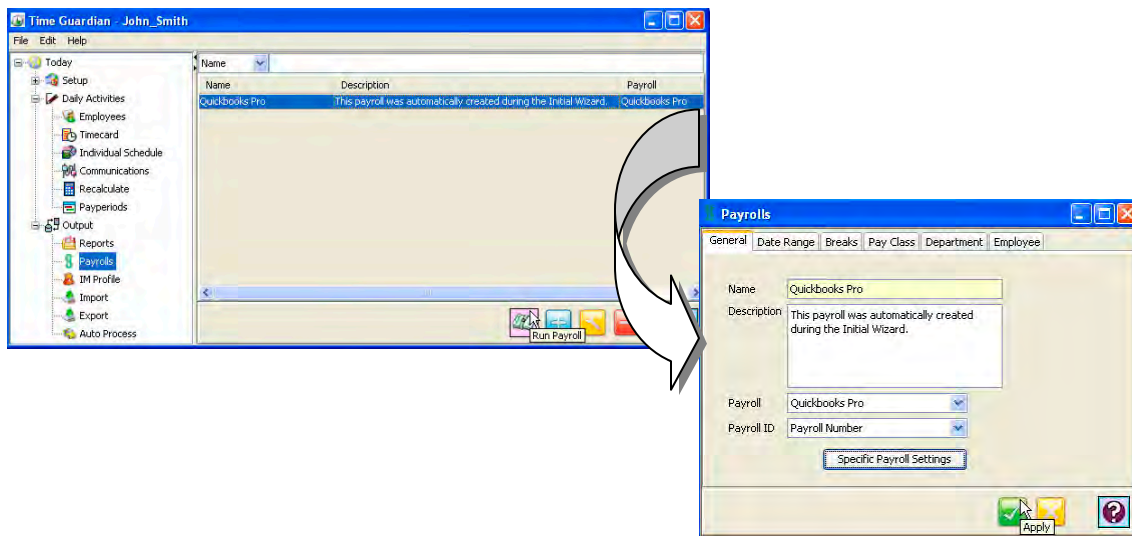 Time Guardian - John_Smith
File Edit Help
Today
Setup
Daily Activities
Employees
Timecard
Individual Schedule
Communications
Recalculate
Payperiods
Output
Reports
Payrolls
IM Profile
Import
Export
Auto Process
Name
Name Description Payroll
Quickbooks Pro This payroll was automatically created during the Initial Wizard. Quickbooks Pro
Run Payroll
Payrolls
General Date Range Breaks Pay Class Department Employee
Name Quickbooks Pro
Description This payroll was automatically created
during the Initial Wizard.
Payroll Quickbooks Pro
Payroll ID Payroll Number
Specific Payroll Settings
Apply